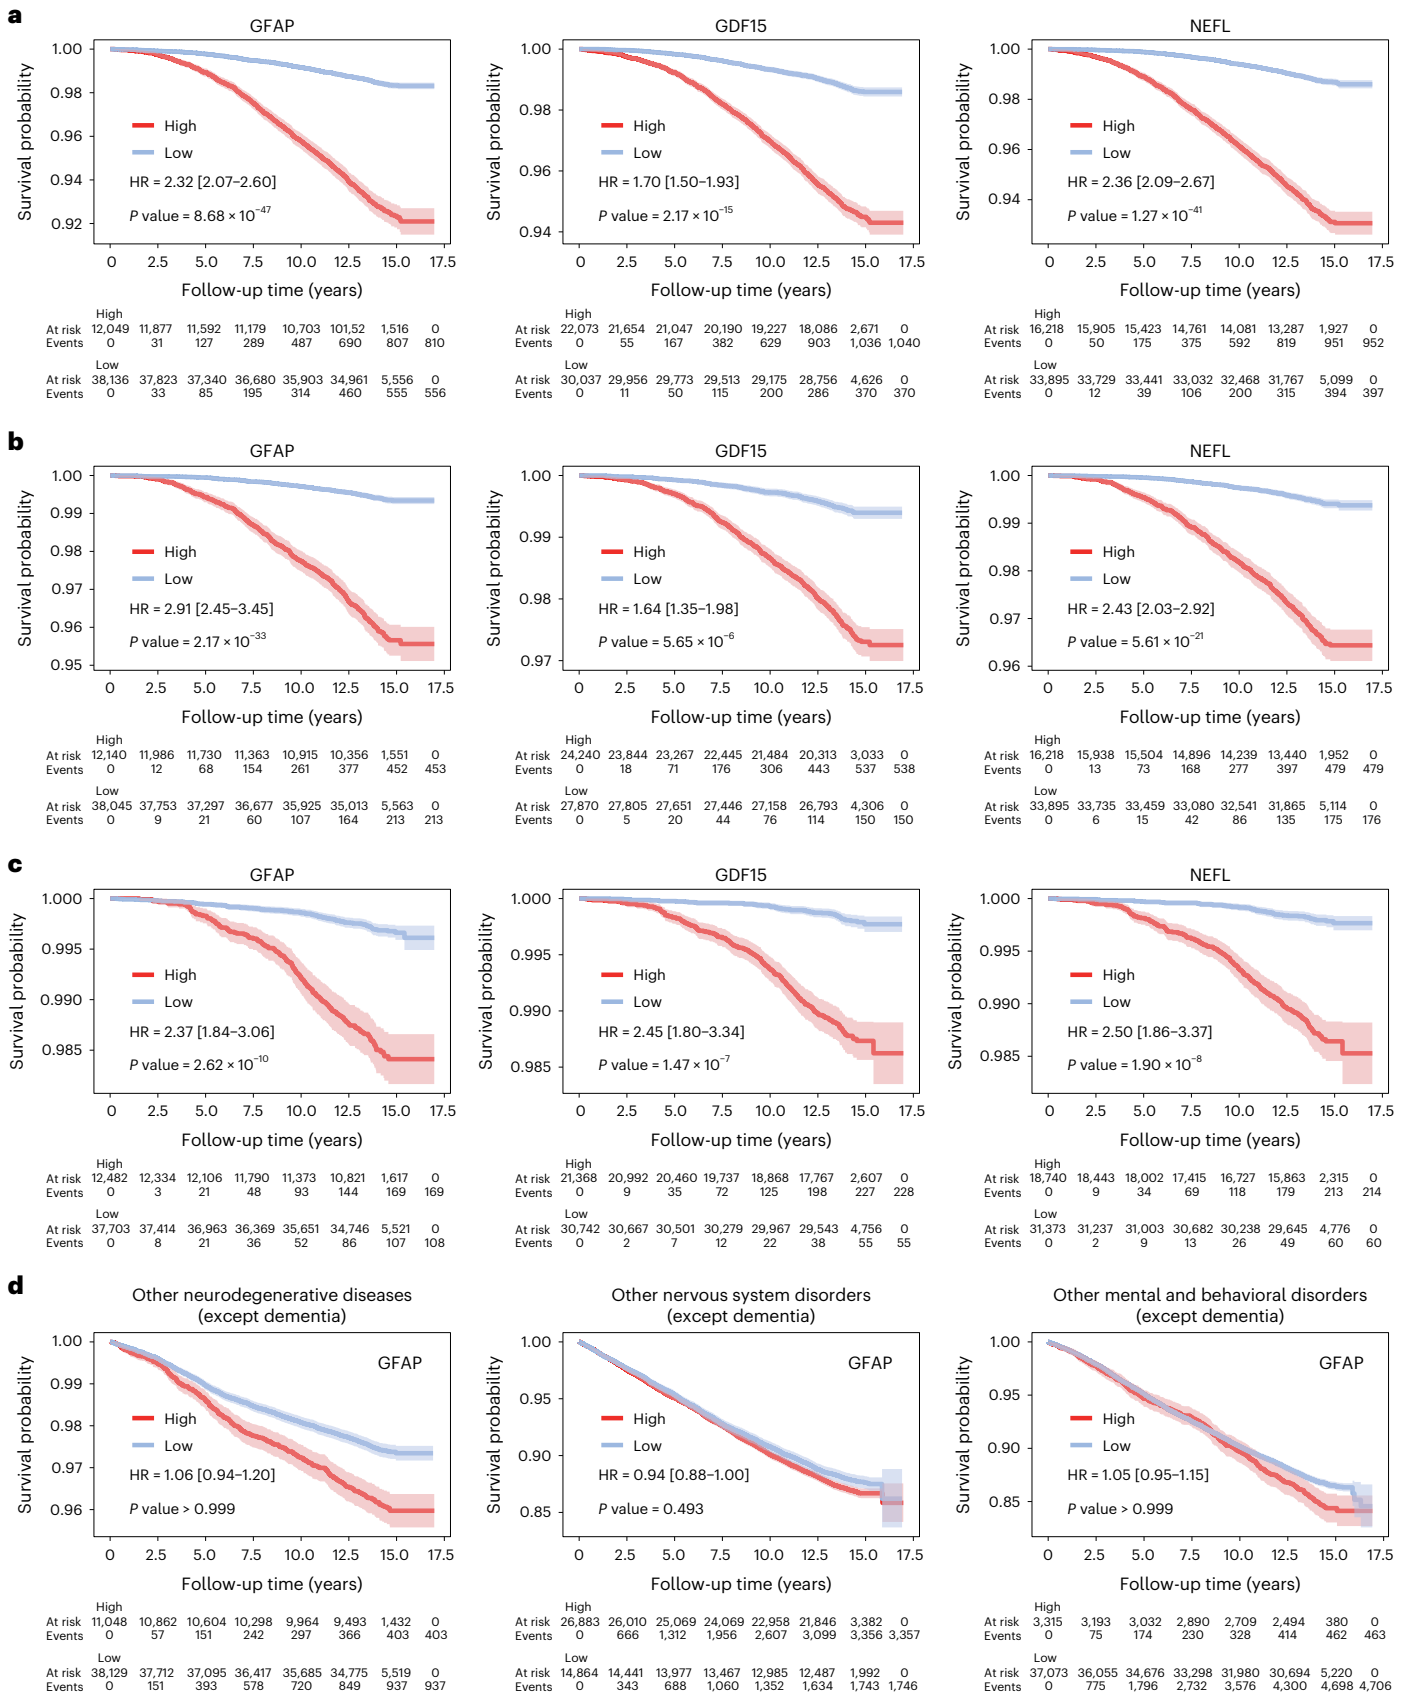 a
GFAP
GDF15
NEFL
Survival probability
1.00
0.98
0.96
0.94
0.92
High
Low
HR = 2.32 [2.07–2.60]
P value = 8.68 × 10−47
0 2.5 5.0 7.5 10.0 12.5 15.0 17.5
Follow-up time (years)
High
At risk 12,049 11,877 11,592 11,179 10,703 101,52 1,516 0
Events 0 31 127 289 487 690 807 810
Low
At risk 38,136 37,823 37,340 36,680 35,903 34,961 5,556 0
Events 0 33 85 195 314 460 555 556
Survival probability
1.00
0.98
0.96
0.94
High
Low
HR = 1.70 [1.50–1.93]
P value = 2.17 × 10−15
0 2.5 5.0 7.5 10.0 12.5 15.0 17.5
Follow-up time (years)
High
At risk 22,073 21,654 21,047 20,190 19,227 18,086 2,671 0
Events 0 55 167 382 629 903 1,036 1,040
Low
At risk 30,037 29,956 29,773 29,513 29,175 28,756 4,626 0
Events 0 11 50 115 200 286 370 370
Survival probability
1.00
0.98
0.96
0.94
High
Low
HR = 2.36 [2.09–2.67]
P value = 1.27 × 10−41
0 2.5 5.0 7.5 10.0 12.5 15.0 17.5
Follow-up time (years)
High
At risk 16,218 15,905 15,423 14,761 14,081 13,287 1,927 0
Events 0 50 175 375 592 819 951 952
Low
At risk 33,895 33,729 33,441 33,032 32,468 31,767 5,099 0
Events 0 12 39 106 200 315 394 397
b
GFAP
GDF15
NEFL
Survival probability
1.00
0.99
0.98
0.97
0.96
0.95
High
Low
HR = 2.91 [2.45–3.45]
P value = 2.17 × 10−33
0 2.5 5.0 7.5 10.0 12.5 15.0 17.5
Follow-up time (years)
High
At risk 12,140 11,986 11,730 11,363 10,915 10,356 1,551 0
Events 0 12 68 154 261 377 452 453
Low
At risk 38,045 37,753 37,297 36,677 35,925 35,013 5,563 0
Events 0 9 21 60 107 164 213 213
Survival probability
1.00
0.99
0.98
0.97
High
Low
HR = 1.64 [1.35–1.98]
P value = 5.65 × 10−6
0 2.5 5.0 7.5 10.0 12.5 15.0 17.5
Follow-up time (years)
High
At risk 24,240 23,844 23,267 22,445 21,484 20,313 3,033 0
Events 0 18 71 176 306 443 537 538
Low
At risk 27,870 27,805 27,651 27,446 27,158 26,793 4,306 0
Events 0 5 20 44 76 114 150 150
Survival probability
1.00
0.99
0.98
0.97
0.96
High
Low
HR = 2.43 [2.03–2.92]
P value = 5.61 × 10−21
0 2.5 5.0 7.5 10.0 12.5 15.0 17.5
Follow-up time (years)
High
At risk 16,218 15,938 15,504 14,896 14,239 13,440 1,952 0
Events 0 13 73 168 277 397 479 479
Low
At risk 33,895 33,735 33,459 33,080 32,541 31,865 5,114 0
Events 0 6 15 42 86 135 175 176
c
GFAP
GDF15
NEFL
Survival probability
1.000
0.995
0.990
0.985
High
Low
HR = 2.37 [1.84–3.06]
P value = 2.62 × 10−10
0 2.5 5.0 7.5 10.0 12.5 15.0 17.5
Follow-up time (years)
High
At risk 12,482 12,334 12,106 11,790 11,373 10,821 1,617 0
Events 0 3 21 48 93 144 169 169
Low
At risk 37,703 37,414 36,963 36,369 35,651 34,746 5,521 0
Events 0 8 21 36 52 86 107 108
Survival probability
1.000
0.995
0.990
0.985
High
Low
HR = 2.45 [1.80–3.34]
P value = 1.47 × 10−7
0 2.5 5.0 7.5 10.0 12.5 15.0 17.5
Follow-up time (years)
High
At risk 21,368 20,992 20,460 19,737 18,868 17,767 2,607 0
Events 0 9 35 72 125 198 227 228
Low
At risk 30,742 30,667 30,501 30,279 29,967 29,543 4,756 0
Events 0 2 7 12 22 38 55 55
Survival probability
1.000
0.995
0.990
0.985
High
Low
HR = 2.50 [1.86–3.37]
P value = 1.90 × 10−8
0 2.5 5.0 7.5 10.0 12.5 15.0 17.5
Follow-up time (years)
High
At risk 18,740 18,443 18,002 17,415 16,727 15,863 2,315 0
Events 0 9 34 69 118 179 213 214
Low
At risk 31,373 31,237 31,003 30,682 30,238 29,645 4,776 0
Events 0 2 9 13 26 49 60 60
d
Other neurodegenerative diseases
(except dementia)
Survival probability
1.00
0.99
0.98
0.97
0.96
GFAP
High
Low
HR = 1.06 [0.94–1.20]
P value > 0.999
0 2.5 5.0 7.5 10.0 12.5 15.0 17.5
Follow-up time (years)
High
At risk 11,048 10,862 10,604 10,298 9,964 9,493 1,432 0
Events 0 57 151 242 297 366 403 403
Low
At risk 38,129 37,712 37,095 36,417 35,685 34,775 5,519 0
Events 0 151 393 578 720 849 937 937
Other nervous system disorders
(except dementia)
Survival probability
1.00
0.95
0.90
0.85
GFAP
High
Low
HR = 0.94 [0.88–1.00]
P value = 0.493
0 2.5 5.0 7.5 10.0 12.5 15.0 17.5
Follow-up time (years)
High
At risk 26,883 26,010 25,069 24,069 22,958 21,846 3,382 0
Events 0 666 1,312 1,956 2,607 3,099 3,356 3,357
Low
At risk 14,864 14,441 13,977 13,467 12,985 12,487 1,992 0
Events 0 343 688 1,060 1,352 1,634 1,743 1,746
Other mental and behavioral disorders
(except dementia)
Survival probability
1.00
0.95
0.90
0.85
GFAP
High
Low
HR = 1.05 [0.95–1.15]
P value > 0.999
0 2.5 5.0 7.5 10.0 12.5 15.0 17.5
Follow-up time (years)
High
At risk 3,315 3,193 3,032 2,890 2,709 2,494 380 0
Events 0 75 174 230 328 414 462 463
Low
At risk 37,073 36,055 34,676 33,298 31,980 30,694 5,220 0
Events 0 775 1,796 2,732 3,576 4,300 4,698 4,706